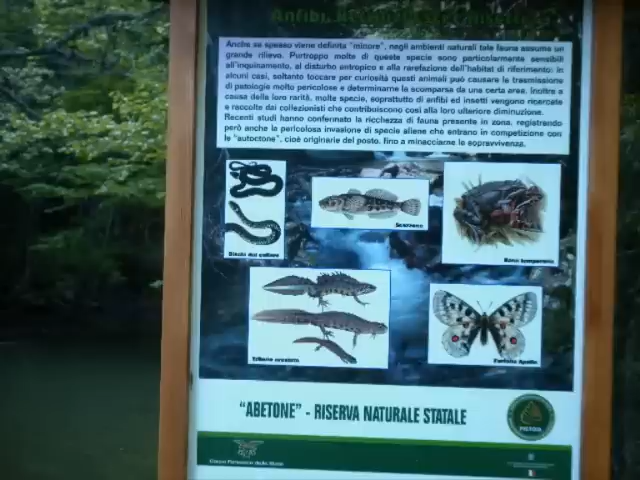 Anche se spesso viene definita "minore", negli ambienti naturali tale fauna assume un
grande rilievo. Purtroppo molte di queste specie sono particolarmente sensibili
all'inquinamento, al disturbo antropico e alla rarefazione dell'habitat di riferimento: in
alcuni casi, soltanto toccare per curiosità questi animali può causare la trasmissione
di patologie molto pericolose e determinarne la scomparsa da una certa area. Inoltre a
causa della loro rarità, molte specie, soprattutto di anfibi ed insetti vengono ricercate
e raccolte dai collezionisti che contribuiscono così alla loro ulteriore diminuzione.
Recenti studi hanno confermato la ricchezza di fauna presente in zona, registrando
però anche la pericolosa invasione di specie aliene che entrano in competizione con
le "autoctone", cioè originarie del posto, fino a minacciarne la sopravvivenza.
Biscia dal collare
Scazzone
Rana temporaria
Tritone crestato
Farfalla Apollo
"ABETONE" - RISERVA NATURALE STATALE
Corpo Forestale dello Stato